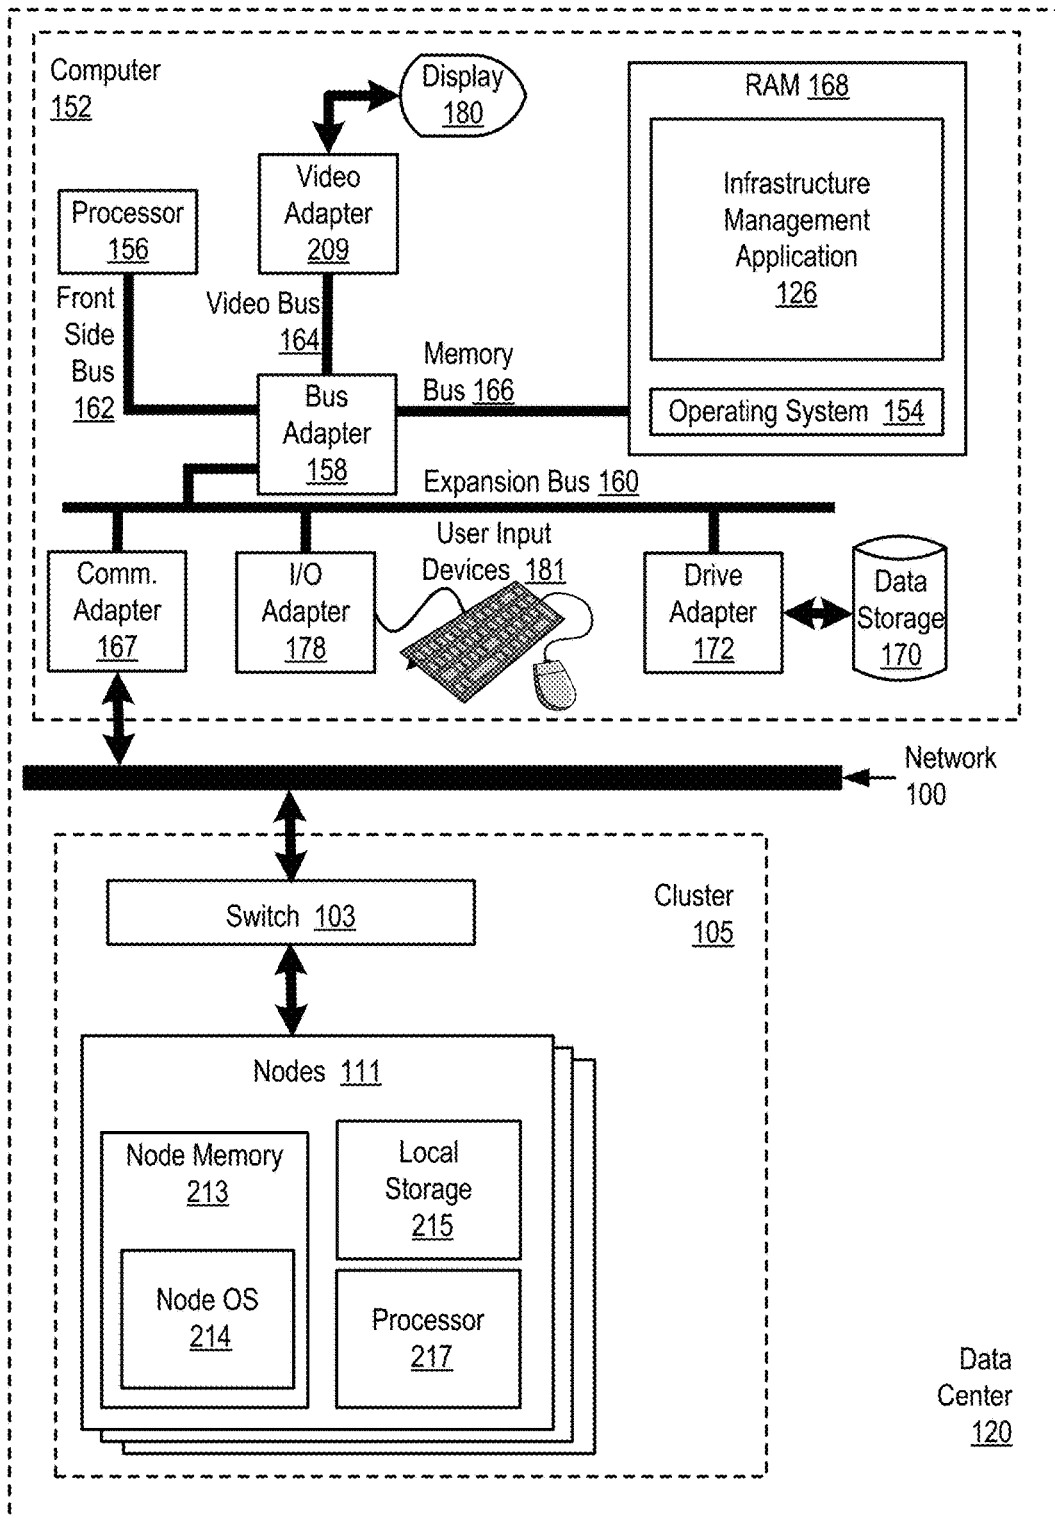 Computer
152
Display
180
RAM 168
Video
Adapter
209
Processor
156
Infrastructure
Management
Application
126
Front
Side
Bus
162
Video Bus
164
Memory
Bus 166
Bus
Adapter
158
Operating System 154
Expansion Bus 160
User Input
Devices 181
Comm.
Adapter
167
I/O
Adapter
178
Drive
Adapter
172
Data
Storage
170
Network
100
Switch 103
Cluster
105
Nodes 111
Node Memory
213
Local
Storage
215
Node OS
214
Processor
217
Data
Center
120